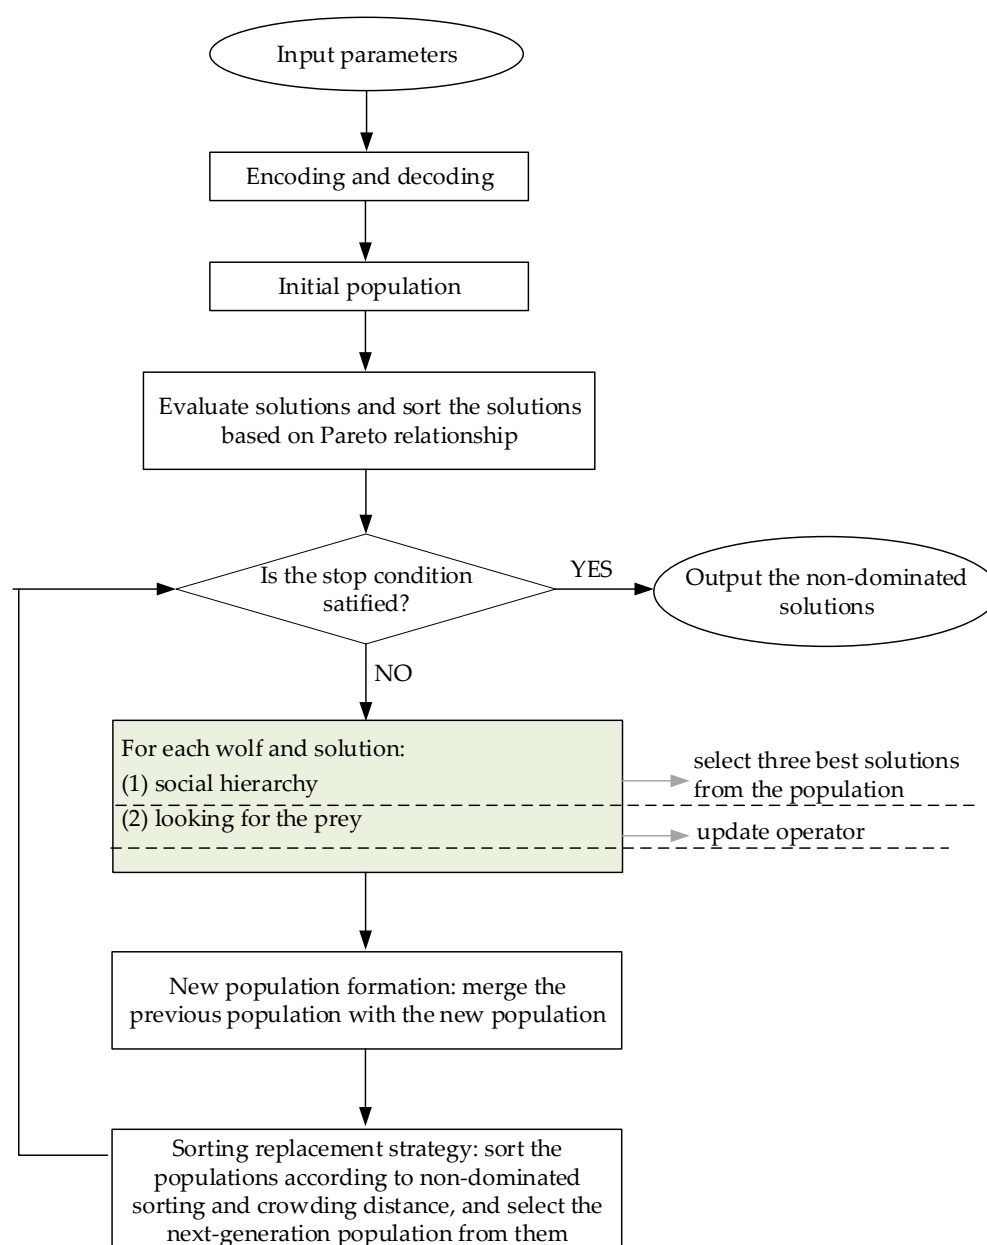 Input parameters
Encoding and decoding
Initial population
Evaluate solutions and sort the solutions
based on Pareto relationship
Is the stop condition
satified?
YES
Output the non-dominated
solutions
NO
For each wolf and solution:
(1) social hierarchy
(2) looking for the prey
select three best solutions
from the population
update operator
New population formation: merge the
previous population with the new population
Sorting replacement strategy: sort the
populations according to non-dominated
sorting and crowding distance, and select the
next-generation population from them